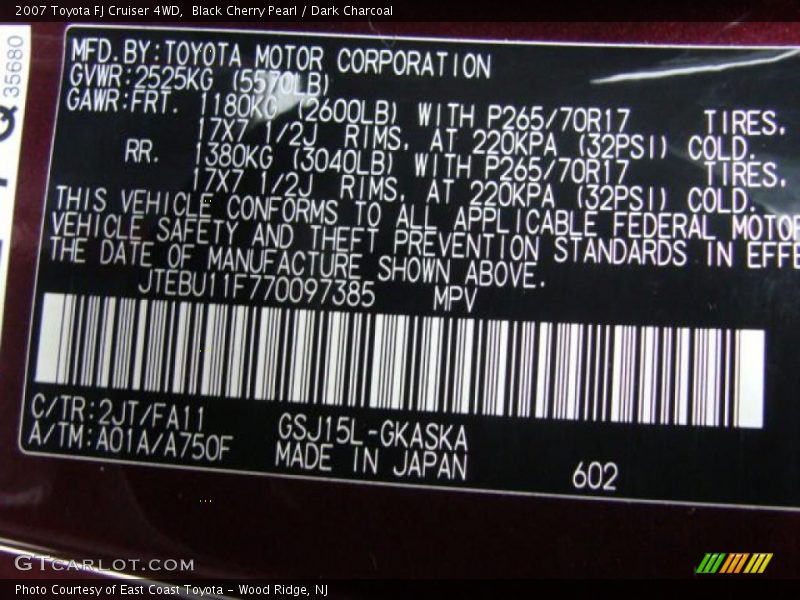 2007 Toyota FJ Cruiser 4WD,  Black Cherry Pearl / Dark Charcoal
35680
MFD.BY:TOYOTA MOTOR CORPORATION
GVWR:2525KG (5570LB)
GAWR:FRT. 1180KG (2600LB) WITH P265/70R17 TIRES,
17X7 1/2J RIMS, AT 220KPA (32PSI) COLD.
RR. 1380KG (3040LB) WITH P265/70R17 TIRES,
17X7 1/2J RIMS, AT 220KPA (32PSI) COLD.
THIS VEHICLE CONFORMS TO ALL APPLICABLE FEDERAL MOTOR
VEHICLE SAFETY AND THEFT PREVENTION STANDARDS IN EFFE
THE DATE OF MANUFACTURE SHOWN ABOVE.
JTEBU11F770097385 MPV
C/TR:2JT/FA11
A/TM:A01A/A750F
GSJ15L-GKASKA
MADE IN JAPAN
602
GTCARLOT.COM
Photo Courtesy of East Coast Toyota – Wood Ridge, NJ